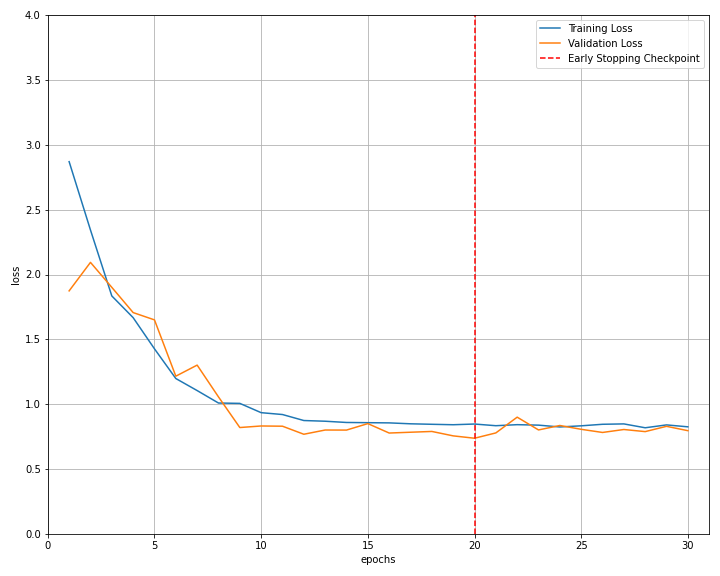 4.0
3.5
3.0
2.5
2.0
1.5
1.0
0.5
0.0
loss
0 5 10 15 20 25 30
epochs
Training Loss
Validation Loss
Early Stopping Checkpoint